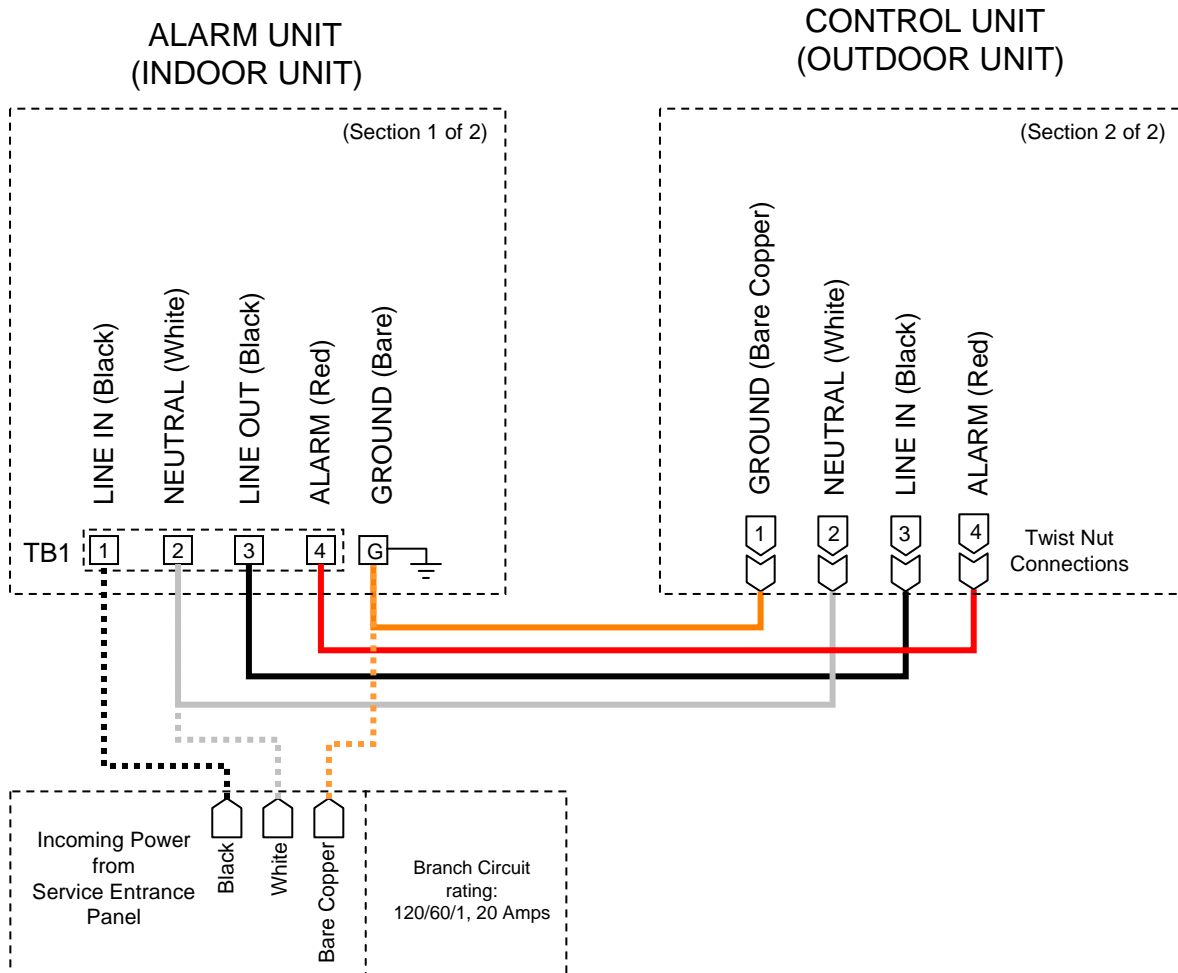 ALARM UNIT
(INDOOR UNIT)
CONTROL UNIT
(OUTDOOR UNIT)
(Section 1 of 2)
(Section 2 of 2)
LINE IN (Black)
NEUTRAL (White)
LINE OUT (Black)
ALARM (Red)
GROUND (Bare)
GROUND (Bare Copper)
NEUTRAL (White)
LINE IN (Black)
ALARM (Red)
TB1
1
2
3
4
G
1
2
3
4
Twist Nut
Connections
Incoming Power
from
Service Entrance
Panel
Black
White
Bare Copper
Branch Circuit
rating:
120/60/1, 20 Amps